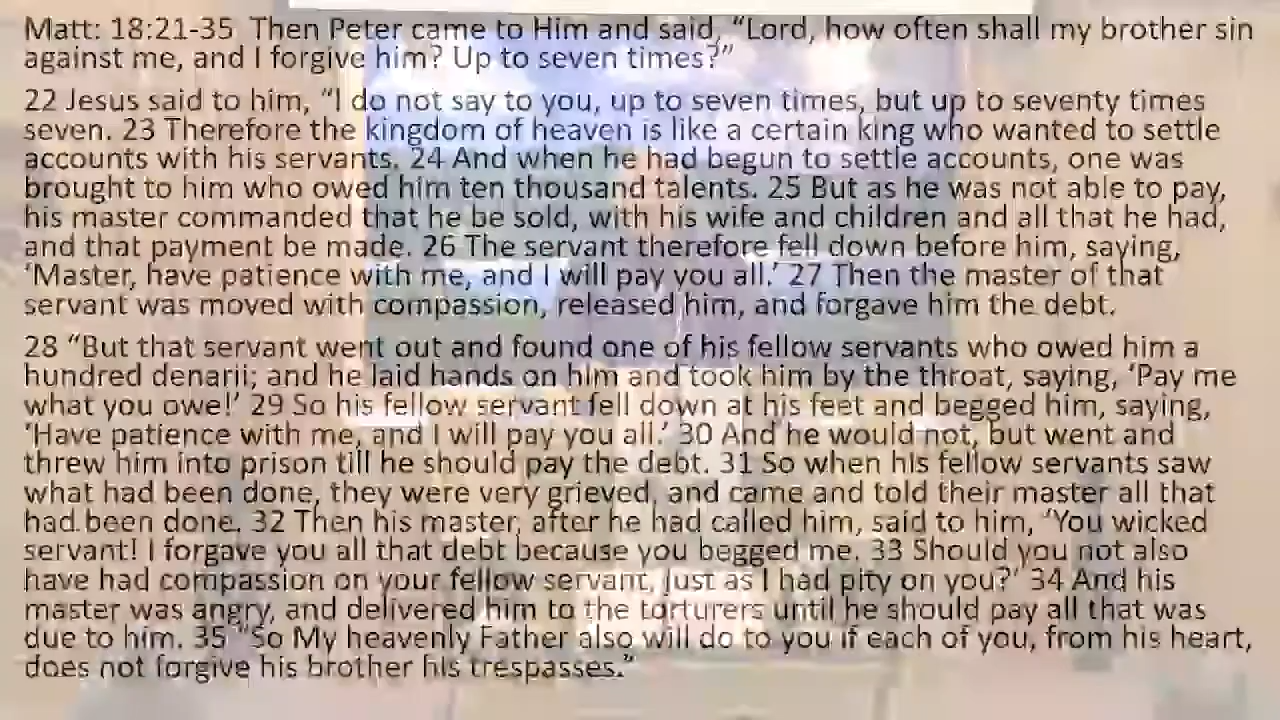 Matt: 18:21-35  Then Peter came to Him and said, “Lord, how often shall my brother sin
against me, and I forgive him? Up to seven times?”
22 Jesus said to him, “I do not say to you, up to seven times, but up to seventy times
seven. 23 Therefore the kingdom of heaven is like a certain king who wanted to settle
accounts with his servants. 24 And when he had begun to settle accounts, one was
brought to him who owed him ten thousand talents. 25 But as he was not able to pay,
his master commanded that he be sold, with his wife and children and all that he had,
and that payment be made. 26 The servant therefore fell down before him, saying,
‘Master, have patience with me, and I will pay you all.’ 27 Then the master of that
servant was moved with compassion, released him, and forgave him the debt.
28 “But that servant went out and found one of his fellow servants who owed him a
hundred denarii; and he laid hands on him and took him by the throat, saying, ‘Pay me
what you owe!’ 29 So his fellow servant fell down at his feet and begged him, saying,
‘Have patience with me, and I will pay you all.’ 30 And he would not, but went and
threw him into prison till he should pay the debt. 31 So when his fellow servants saw
what had been done, they were very grieved, and came and told their master all that
had been done. 32 Then his master, after he had called him, said to him, ‘You wicked
servant! I forgave you all that debt because you begged me. 33 Should you not also
have had compassion on your fellow servant, just as I had pity on you?’ 34 And his
master was angry, and delivered him to the torturers until he should pay all that was
due to him. 35 “So My heavenly Father also will do to you if each of you, from his heart,
does not forgive his brother his trespasses.”